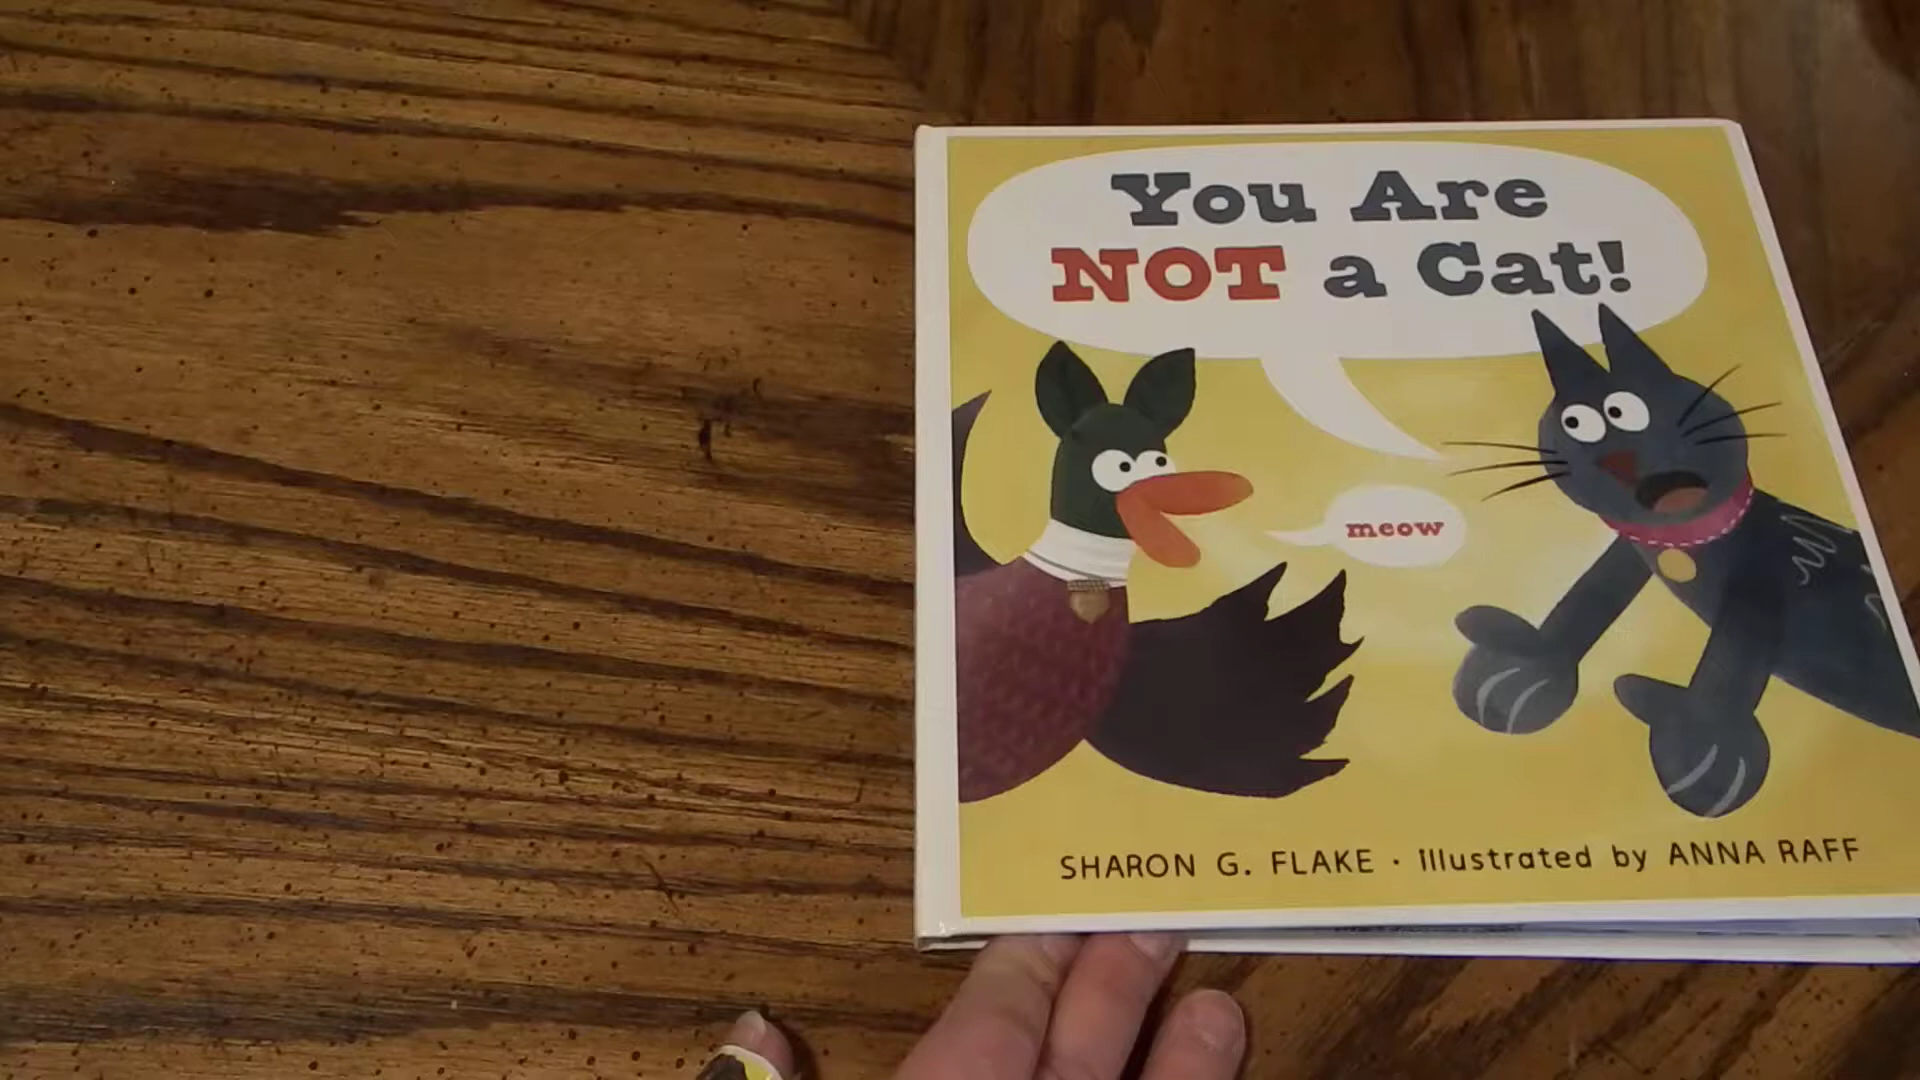 You Are
NOT a Cat!
meow
SHARON G. FLAKE • illustrated by ANNA RAFF